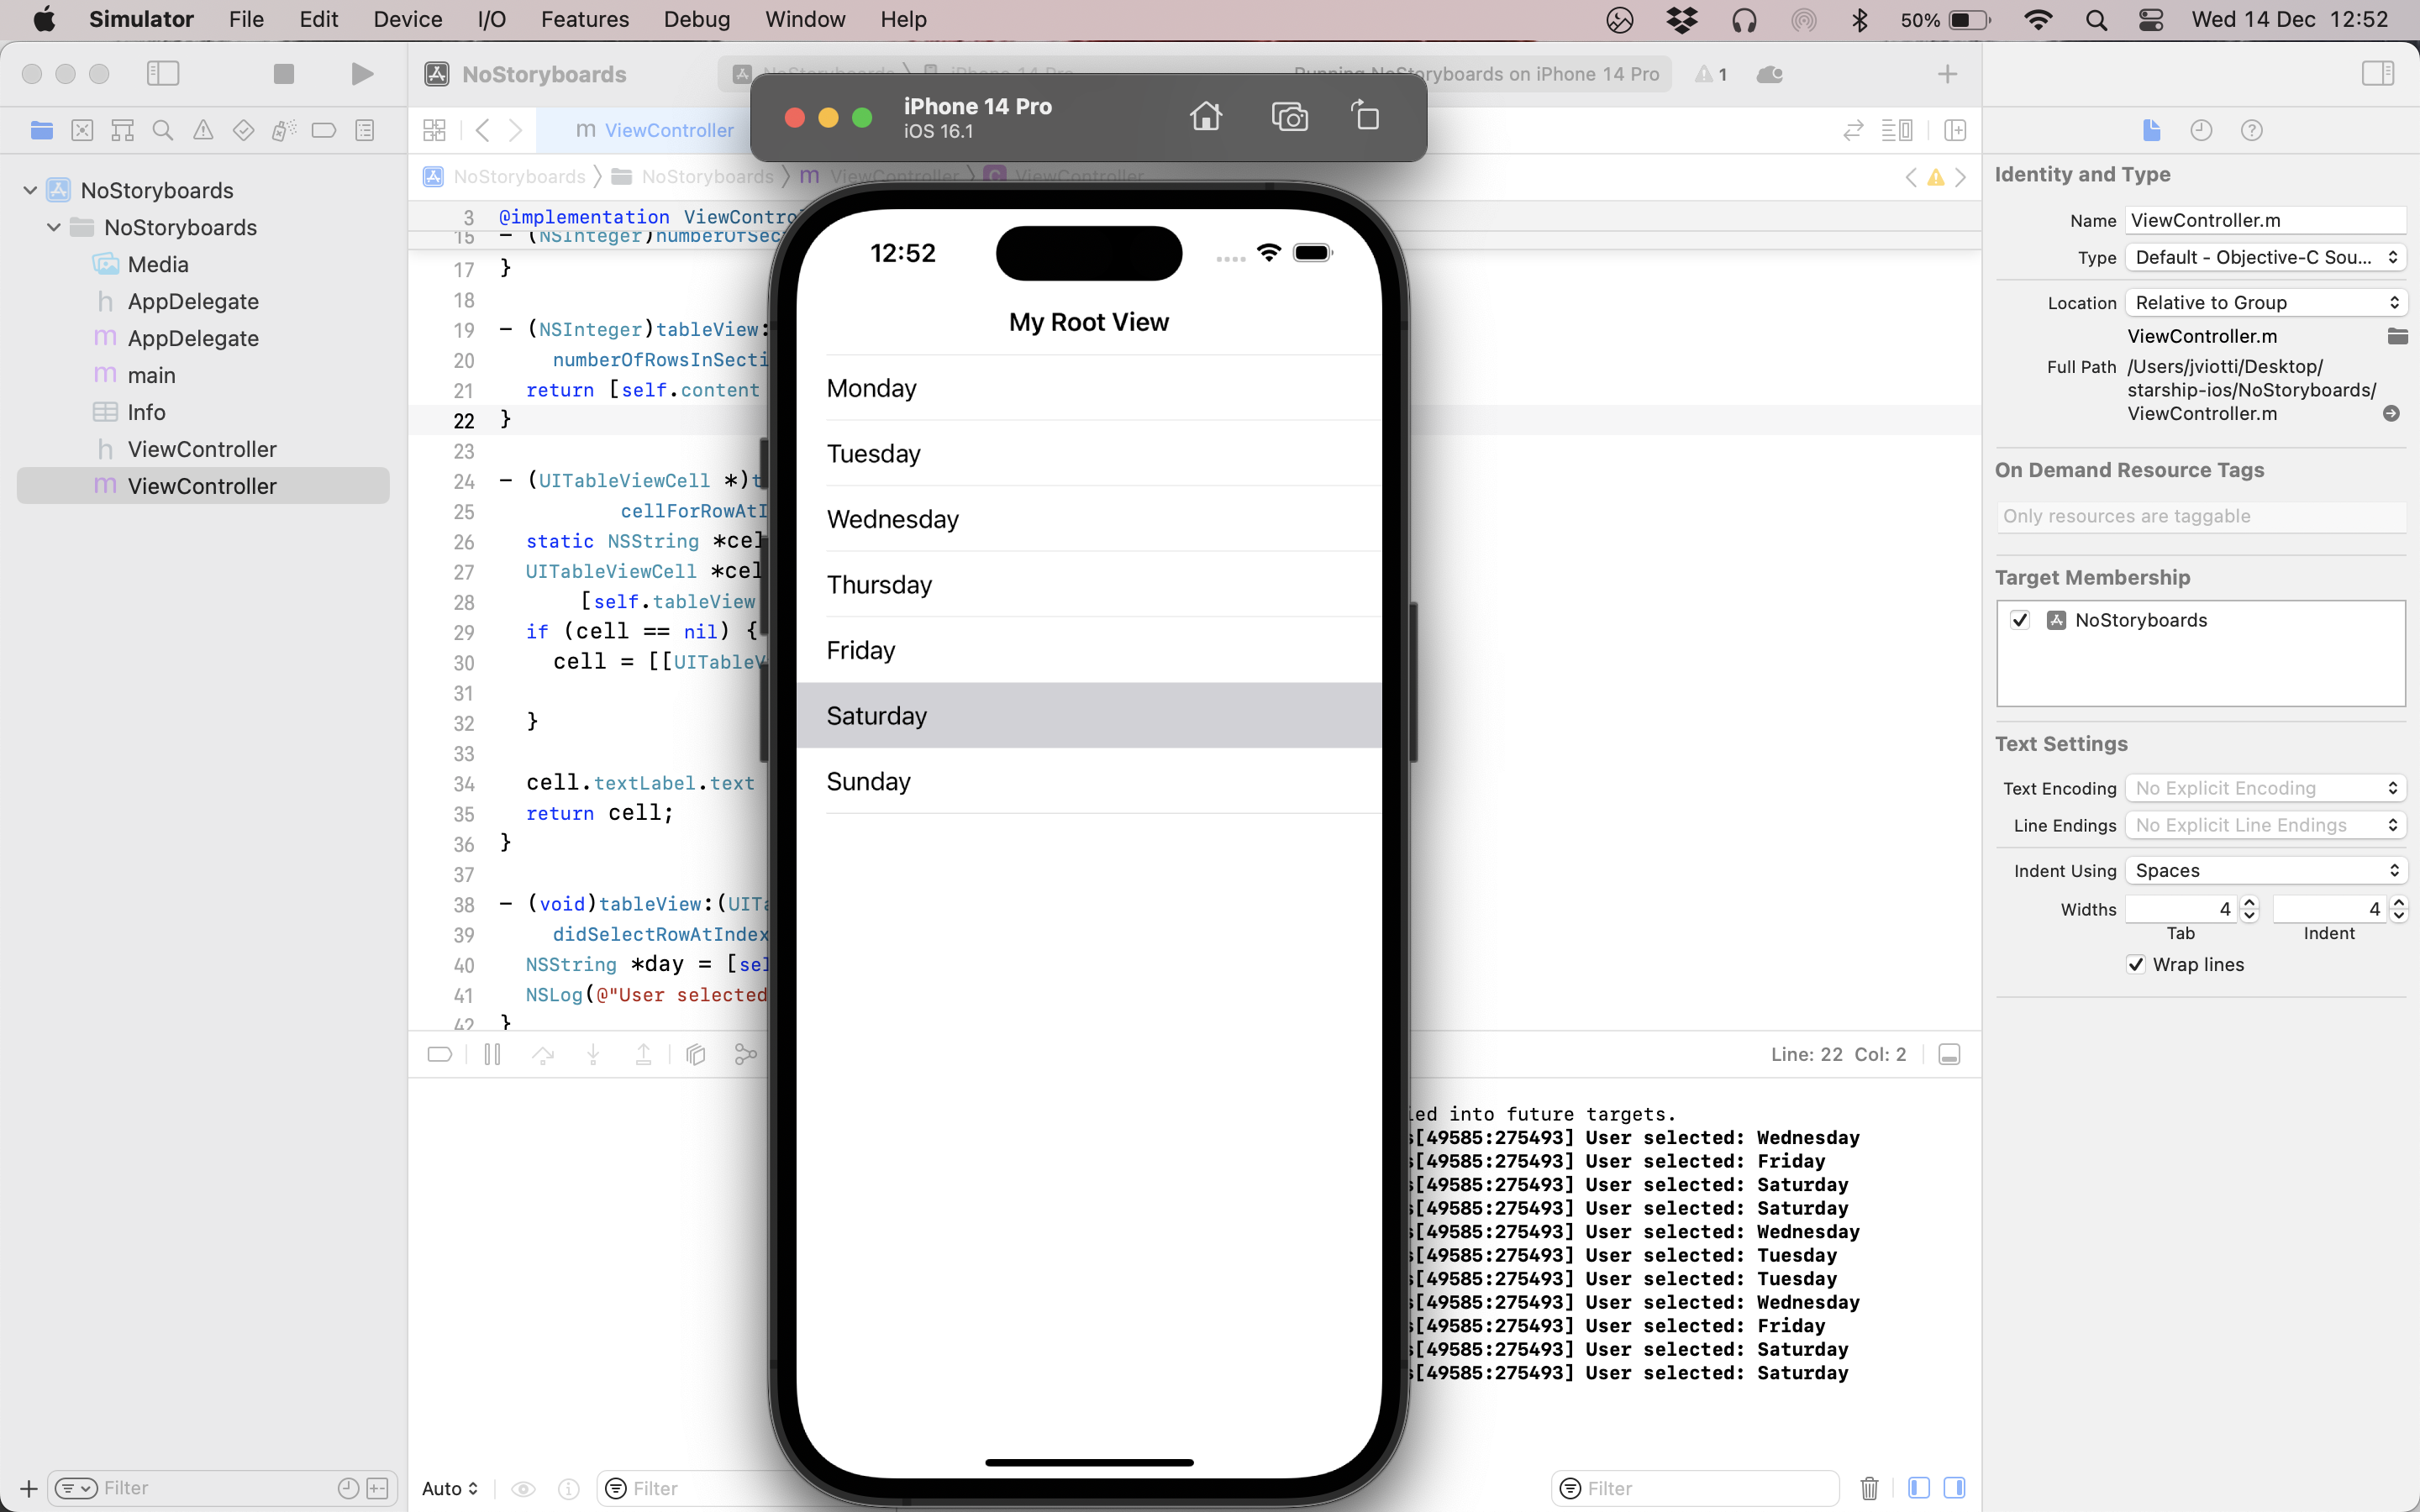 Simulator File Edit Device I/O Features Debug Window Help 50% Wed 14 Dec 12:52
NoStoryboards
Running NoStoryboards on iPhone 14 Pro
1
iPhone 14 Pro
iOS 16.1
m ViewController
NoStoryboards
NoStoryboards
Media
h AppDelegate
m AppDelegate
m main
Info
h ViewController
m ViewController
Filter
NoStoryboards NoStoryboards m ViewController C ViewController
3 @implementation
15 - (NSInteger)
17 }
18
19 - (NSInteger)tableView:
20
21 return [self.content
22 }
23
24 - (UITableViewCell *)
25
26 static NSString
27 UITableViewCell
28 [self.tableView
29 if (cell == nil) {
30 cell =
31
32 }
33
34 cell.textLabel.text
35 return cell;
36 }
37
38 - (void)tableView:
39
40 NSString *day =
41 NSLog(@"User selected
42 }
12:52
My Root View
Monday
Tuesday
Wednesday
Thursday
Friday
Saturday
Sunday
Line: 22 Col: 2
into future targets.
[49585:275493] User selected: Wednesday
[49585:275493] User selected: Friday
[49585:275493] User selected: Saturday
[49585:275493] User selected: Saturday
[49585:275493] User selected: Wednesday
[49585:275493] User selected: Tuesday
[49585:275493] User selected: Tuesday
[49585:275493] User selected: Wednesday
[49585:275493] User selected: Friday
[49585:275493] User selected: Saturday
[49585:275493] User selected: Saturday
Auto Filter
Filter
Identity and Type
Name ViewController.m
Type Default - Objective-C Sou...
Location Relative to Group
ViewController.m
Full Path /Users/jviotti/Desktop/
starship-ios/NoStoryboards/
ViewController.m
On Demand Resource Tags
Only resources are taggable
Target Membership
NoStoryboards
Text Settings
Text Encoding No Explicit Encoding
Line Endings No Explicit Line Endings
Indent Using Spaces
Widths 4 4
Tab Indent
Wrap lines